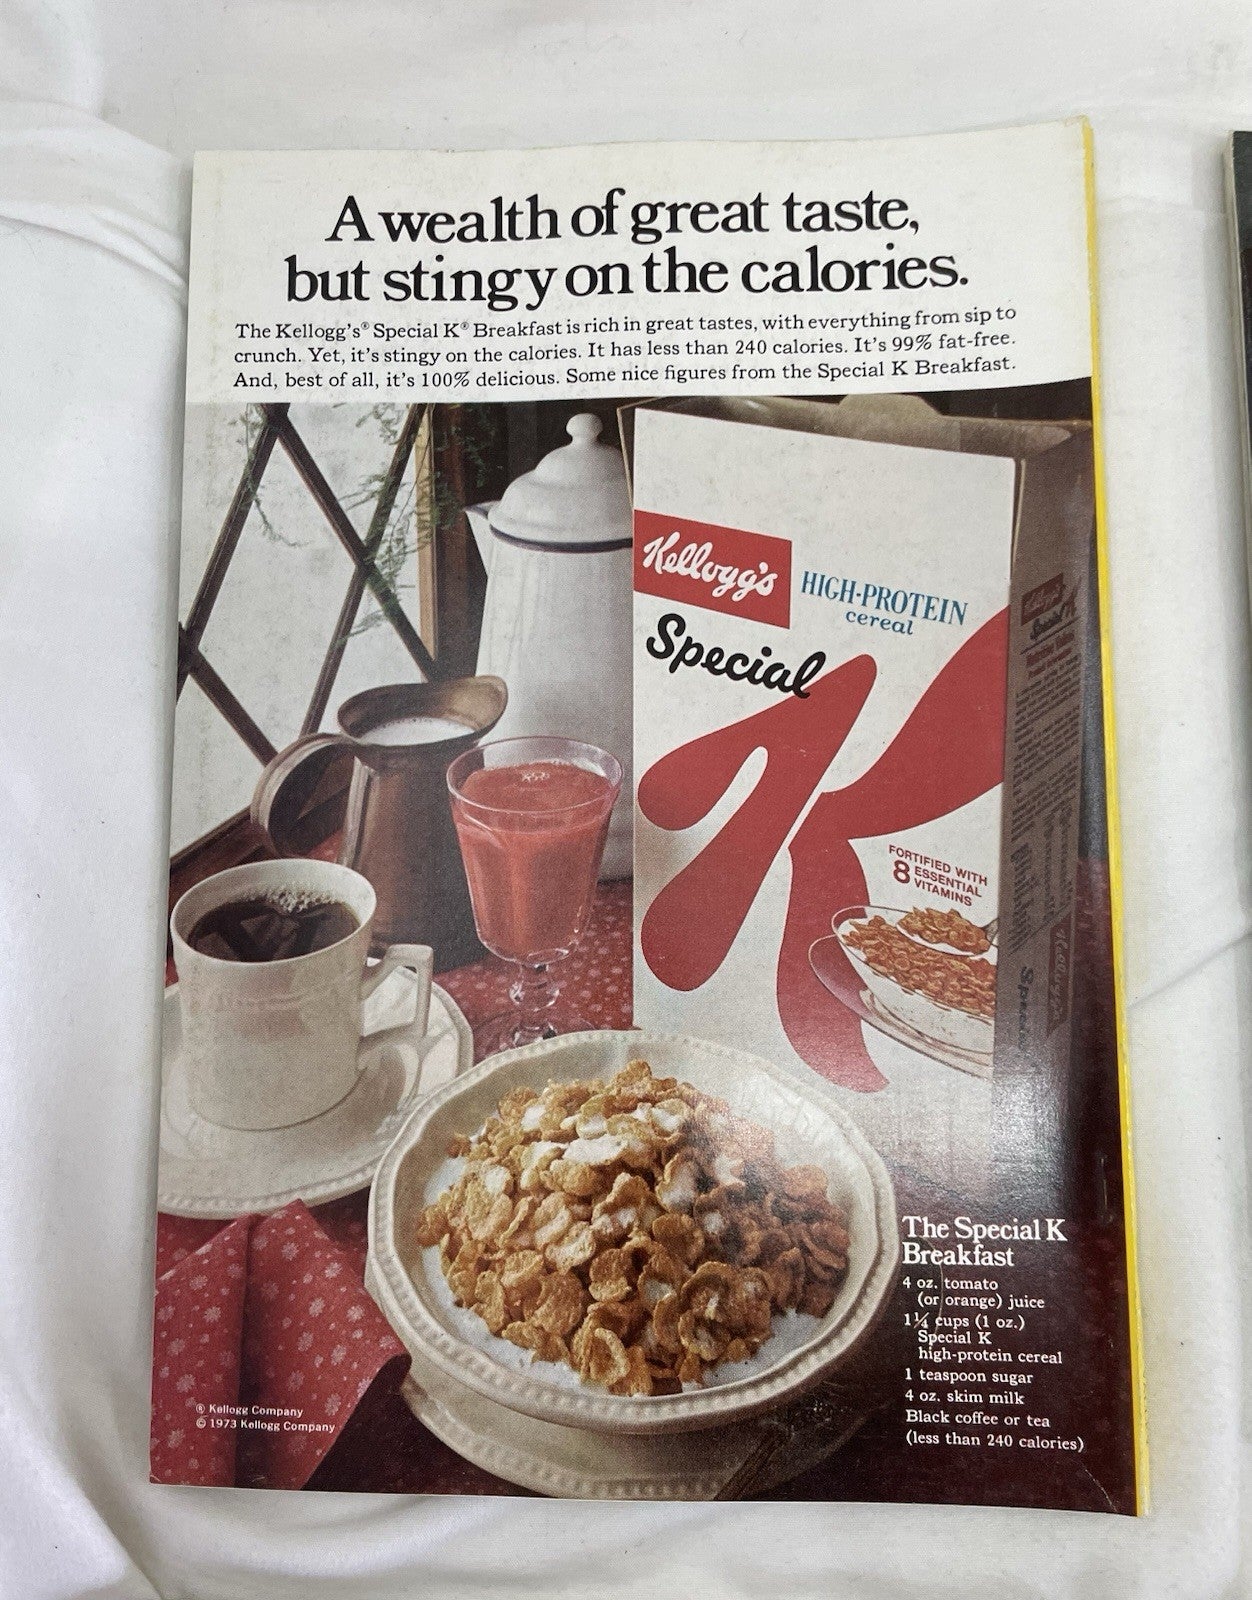 A wealth of great taste,
but stingy on the calories.
The Kellogg's® Special K® Breakfast is rich in great tastes, with everything from sip to
crunch. Yet, it's stingy on the calories. It has less than 240 calories. It's 99% fat-free.
And, best of all, it's 100% delicious. Some nice figures from the Special K Breakfast.
Kellogg's
HIGH-PROTEIN
cereal
Special
K
FORTIFIED WITH
8 ESSENTIAL
VITAMINS
Kellogg's
Special K
Kellogg's
Special
The Special K
Breakfast
4 oz. tomato
(or orange) juice
1¼ cups (1 oz.)
Special K
high-protein cereal
1 teaspoon sugar
4 oz. skim milk
Black coffee or tea
(less than 240 calories)
® Kellogg Company
© 1973 Kellogg Company